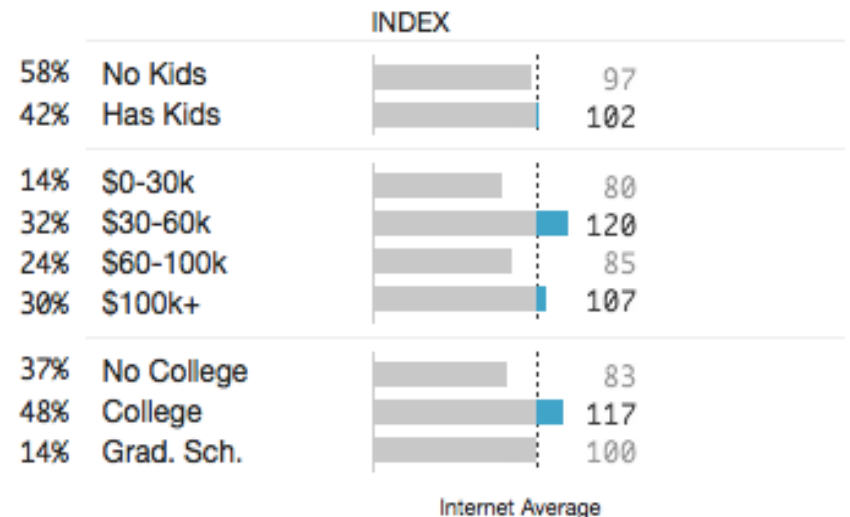 INDEX
58% No Kids 97
42% Has Kids 102
14% $0-30k 80
32% $30-60k 120
24% $60-100k 85
30% $100k+ 107
37% No College 83
48% College 117
14% Grad. Sch. 100
Internet Average